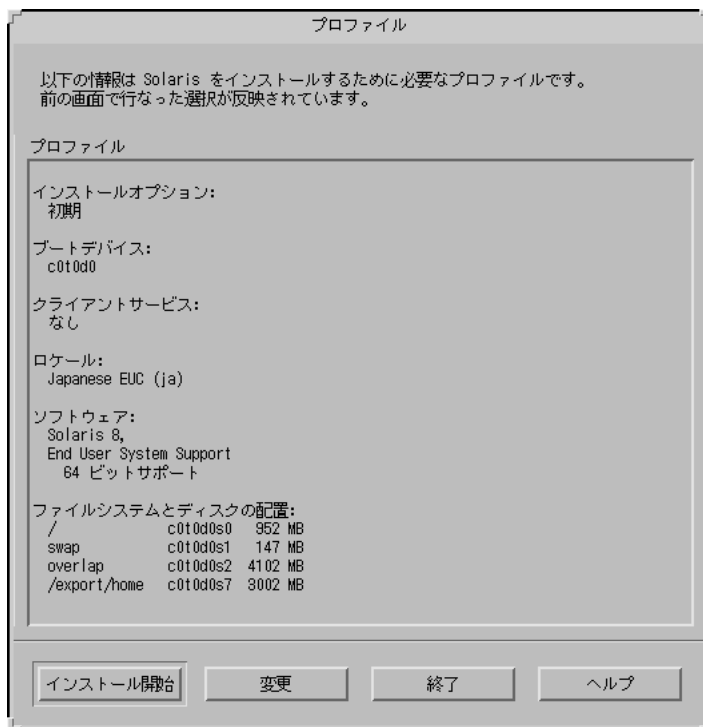 プロファイル
以下の情報は Solaris をインストールするために必要なプロファイルです。
前の画面で行なった選択が反映されています。
プロファイル
インストールオプション:
初期
ブートデバイス:
c0t0d0
クライアントサービス:
なし
ロケール:
Japanese EUC (ja)
ソフトウェア:
Solaris 8,
End User System Support
64 ビットサポート
ファイルシステムとディスクの配置:
/ c0t0d0s0 952 MB
swap c0t0d0s1 147 MB
overlap c0t0d0s2 4102 MB
/export/home c0t0d0s7 3002 MB
インストール開始 変更 終了 ヘルプ